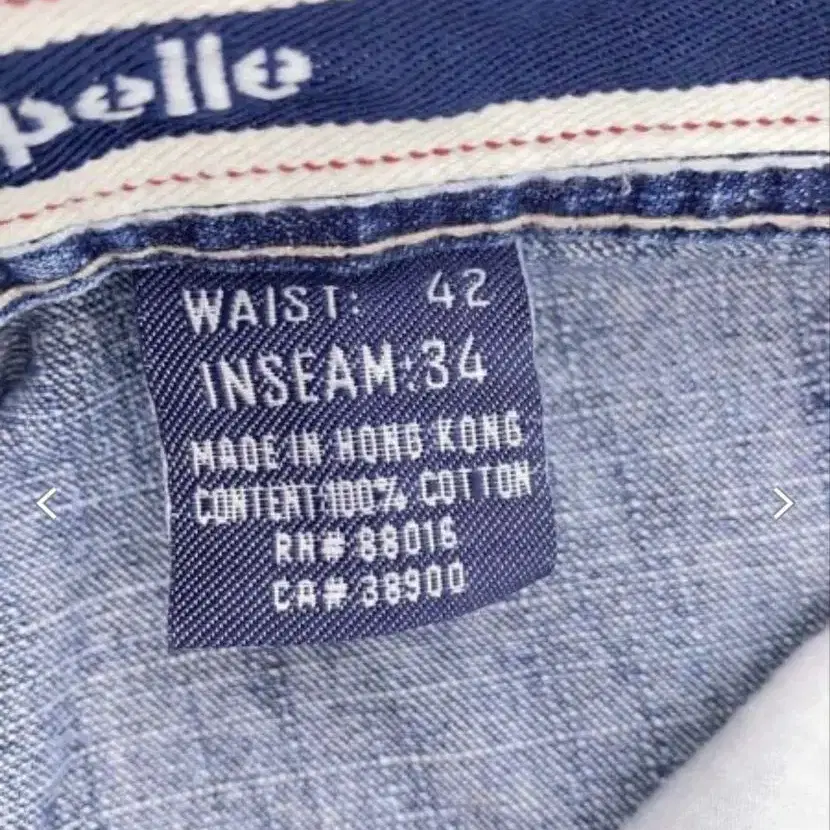 pelle
WAIST: 42
INSEAM:34
MADE IN HONG KONG
CONTENT:100% COTTON
RN# 88016
CA# 38900